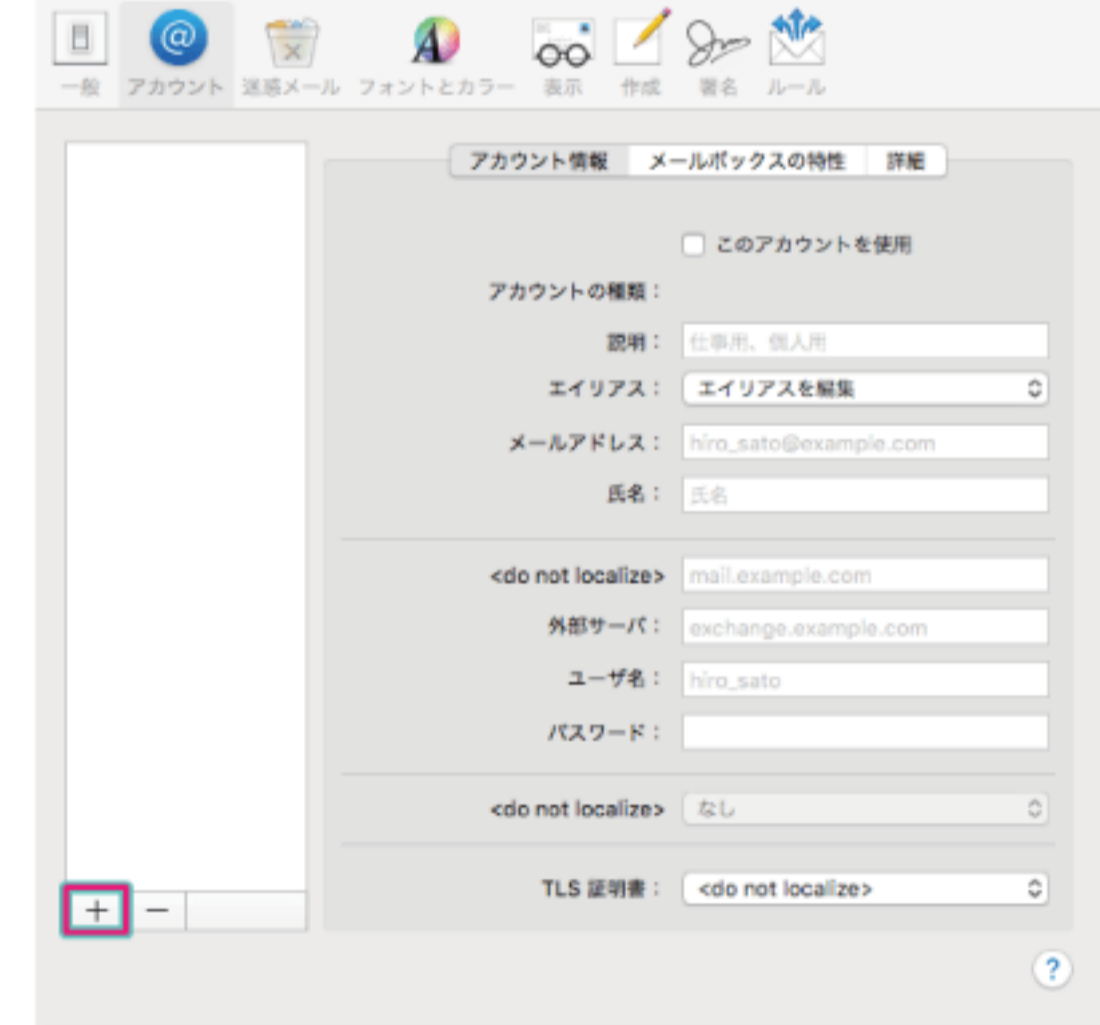 一般 アカウント 迷惑メール フォントとカラー 表示 作成 署名 ルール
アカウント情報 メールボックスの特性 詳細
このアカウントを使用
アカウントの種類：
説明： 仕事用、個人用
エイリアス： エイリアスを編集
メールアドレス： hiro_sato@example.com
氏名： 氏名
<do not localize> mail.example.com
外部サーバ： exchange.example.com
ユーザ名： hiro_sato
パスワード：
<do not localize> なし
TLS 証明書： <do not localize>
+ −
?